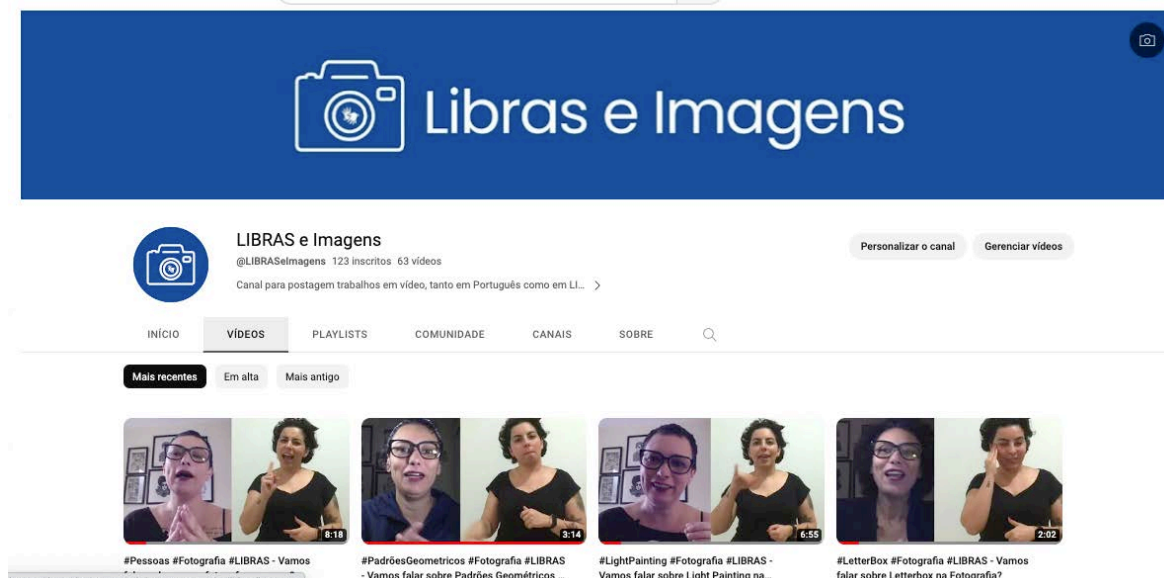 Libras e Imagens
LIBRAS e Imagens
@LIBRASeImagens 123 inscritos 63 vídeos
Canal para postagem trabalhos em vídeo, tanto em Português como em LI...
Personalizar o canal
Gerenciar vídeos
INÍCIO VÍDEOS PLAYLISTS COMUNIDADE CANAIS SOBRE
Mais recentes Em alta Mais antigo
8:18
3:14
6:55
2:02
#Pessoas #Fotografia #LIBRAS - Vamos
#PadrõesGeometricos #Fotografia #LIBRAS
- Vamos falar sobre Padrões Geométricos ...
#LightPainting #Fotografia #LIBRAS -
Vamos falar sobre Light Painting na...
#LetterBox #Fotografia #LIBRAS - Vamos
falar sobre Letterbox na Fotografia?